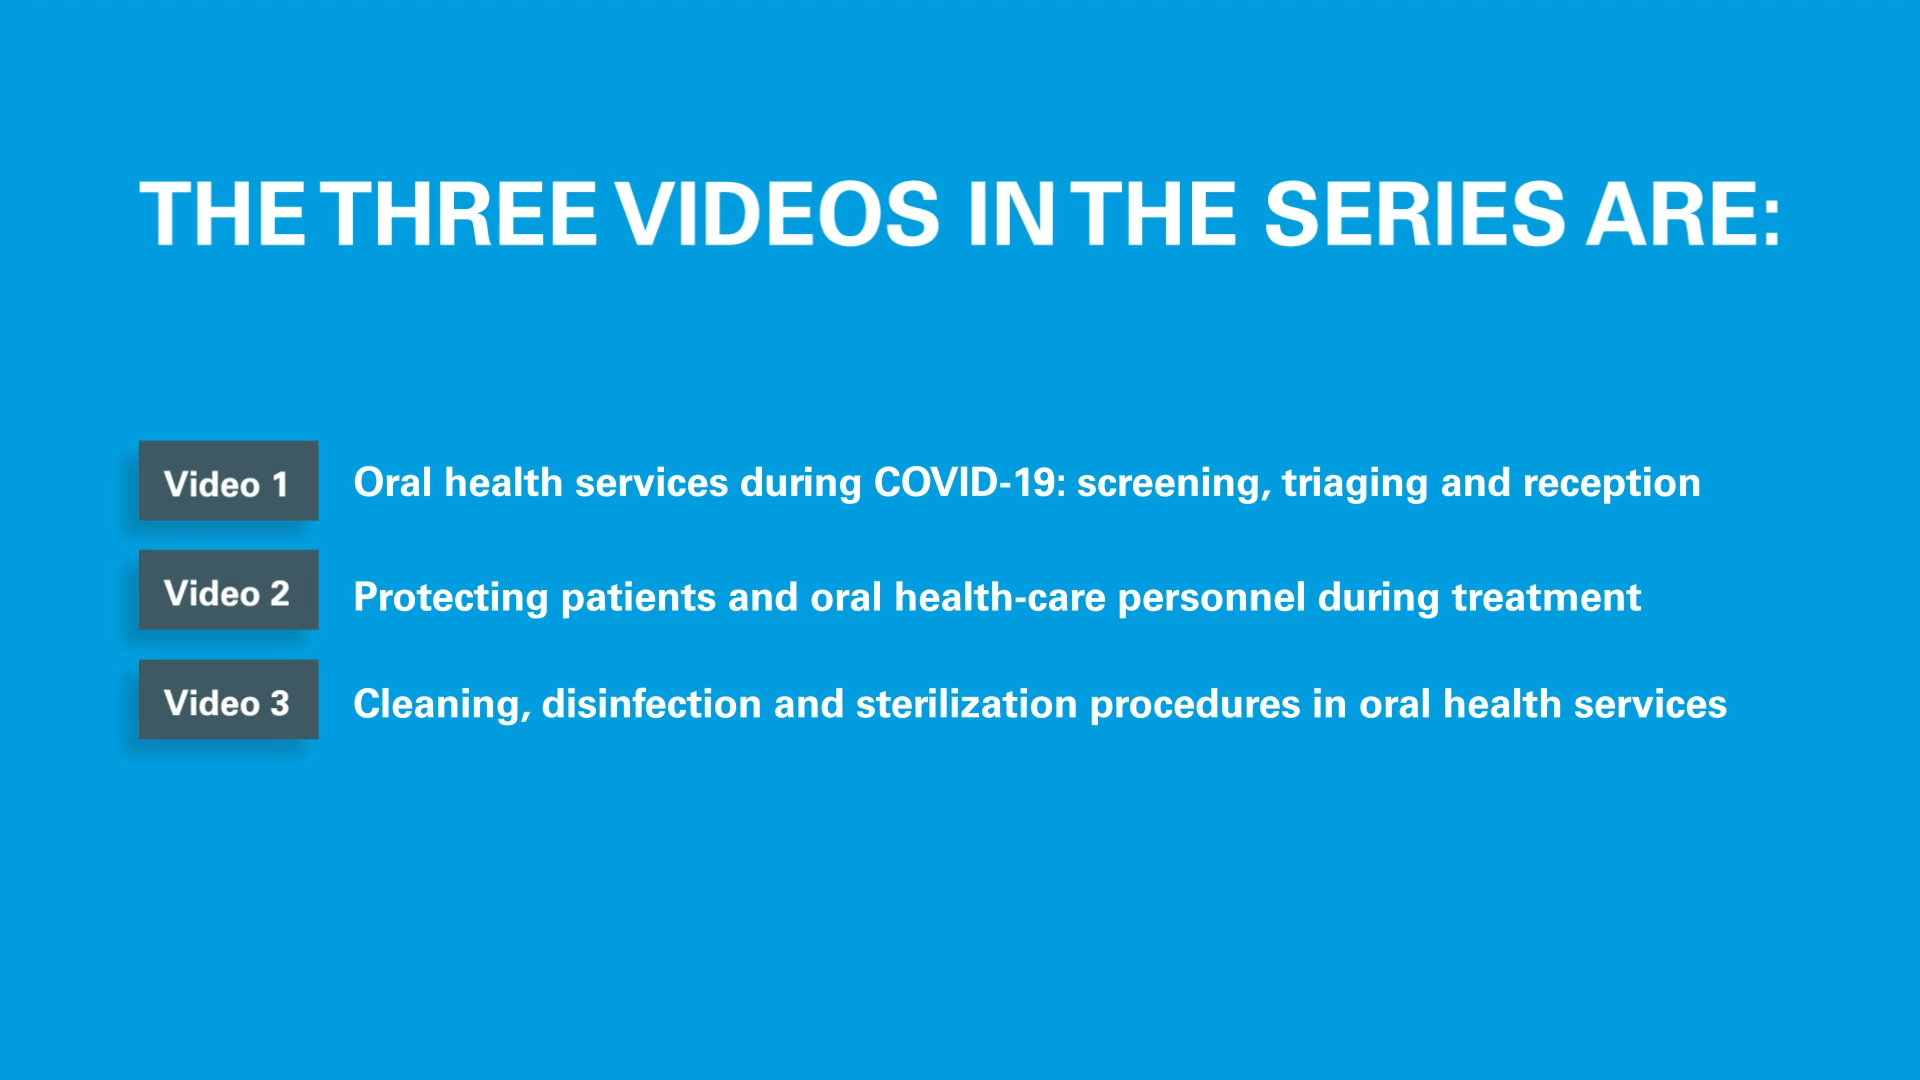 THE THREE VIDEOS IN THE SERIES ARE:
Video 1 Oral health services during COVID-19: screening, triaging and reception
Video 2 Protecting patients and oral health-care personnel during treatment
Video 3 Cleaning, disinfection and sterilization procedures in oral health services